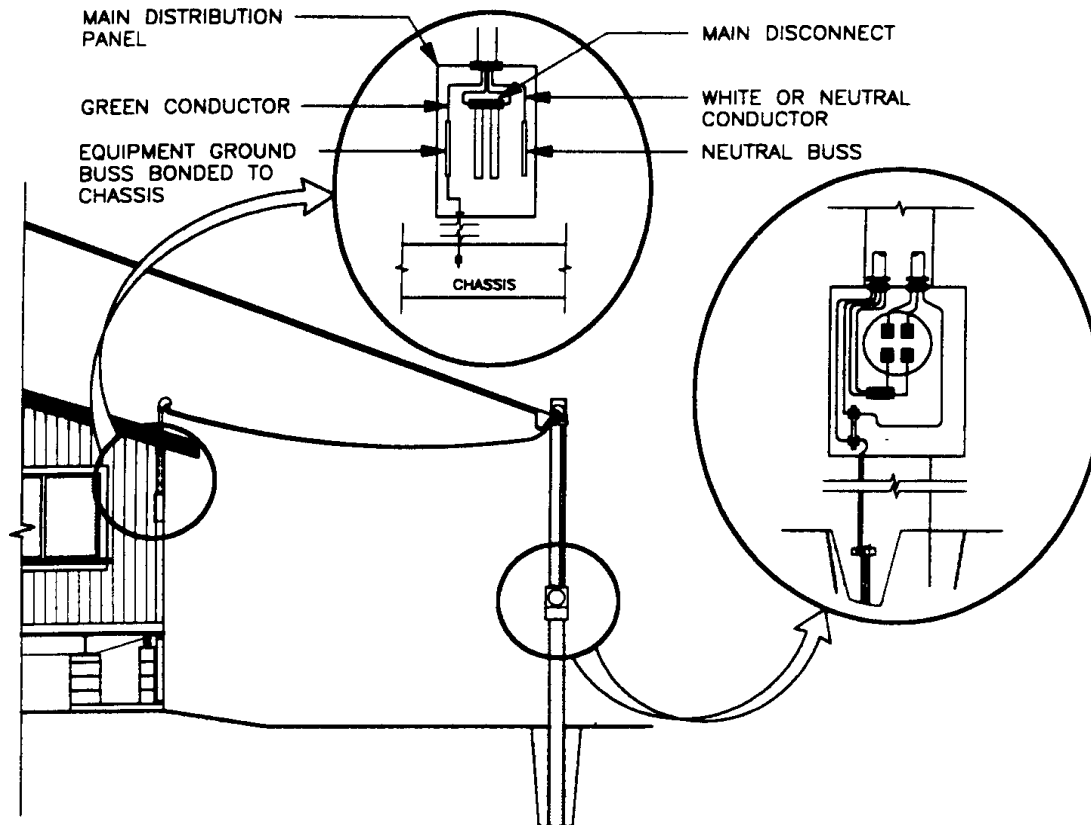 MAIN DISTRIBUTION
PANEL
GREEN CONDUCTOR
EQUIPMENT GROUND
BUSS BONDED TO
CHASSIS
MAIN DISCONNECT
WHITE OR NEUTRAL
CONDUCTOR
NEUTRAL BUSS
CHASSIS